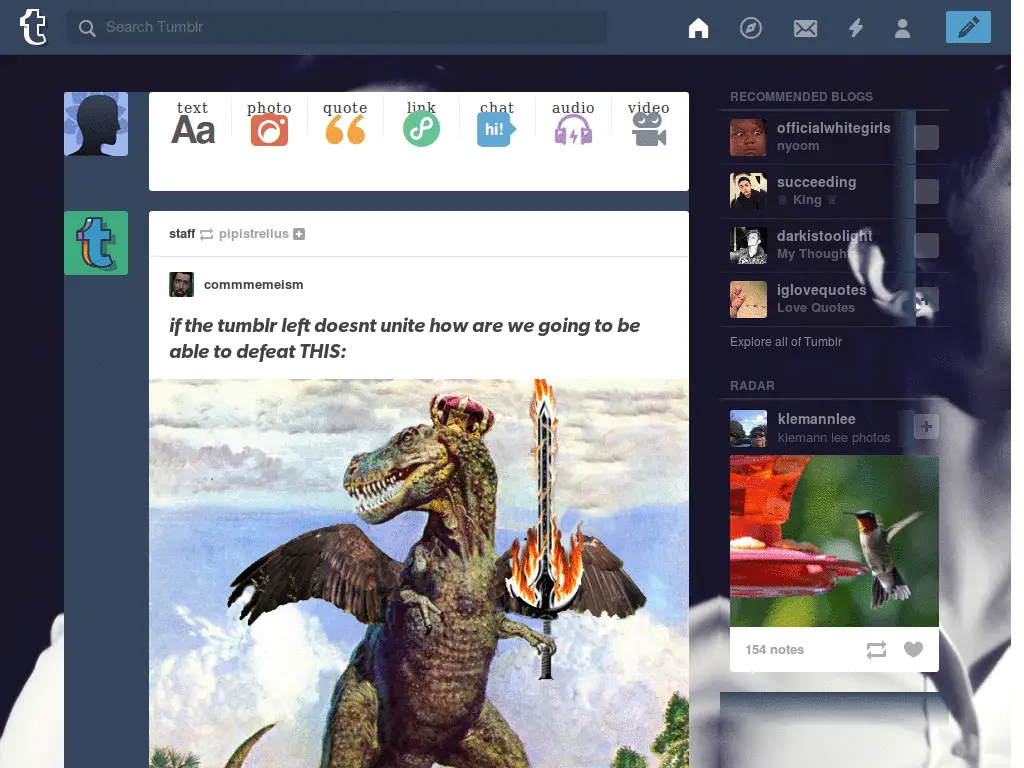 Search Tumblr
text photo quote link chat audio video
Aa hi!
staff pipistrellus
commmemeism
if the tumblr left doesnt unite how are we going to be
able to defeat THIS:
RECOMMENDED BLOGS
officialwhitegirls
nyoom
succeeding
♕ King ♕
darkistoolight
My Thoughts
iglovequotes
Love Quotes
Explore all of Tumblr
RADAR
klemannlee
klemann lee photos
154 notes